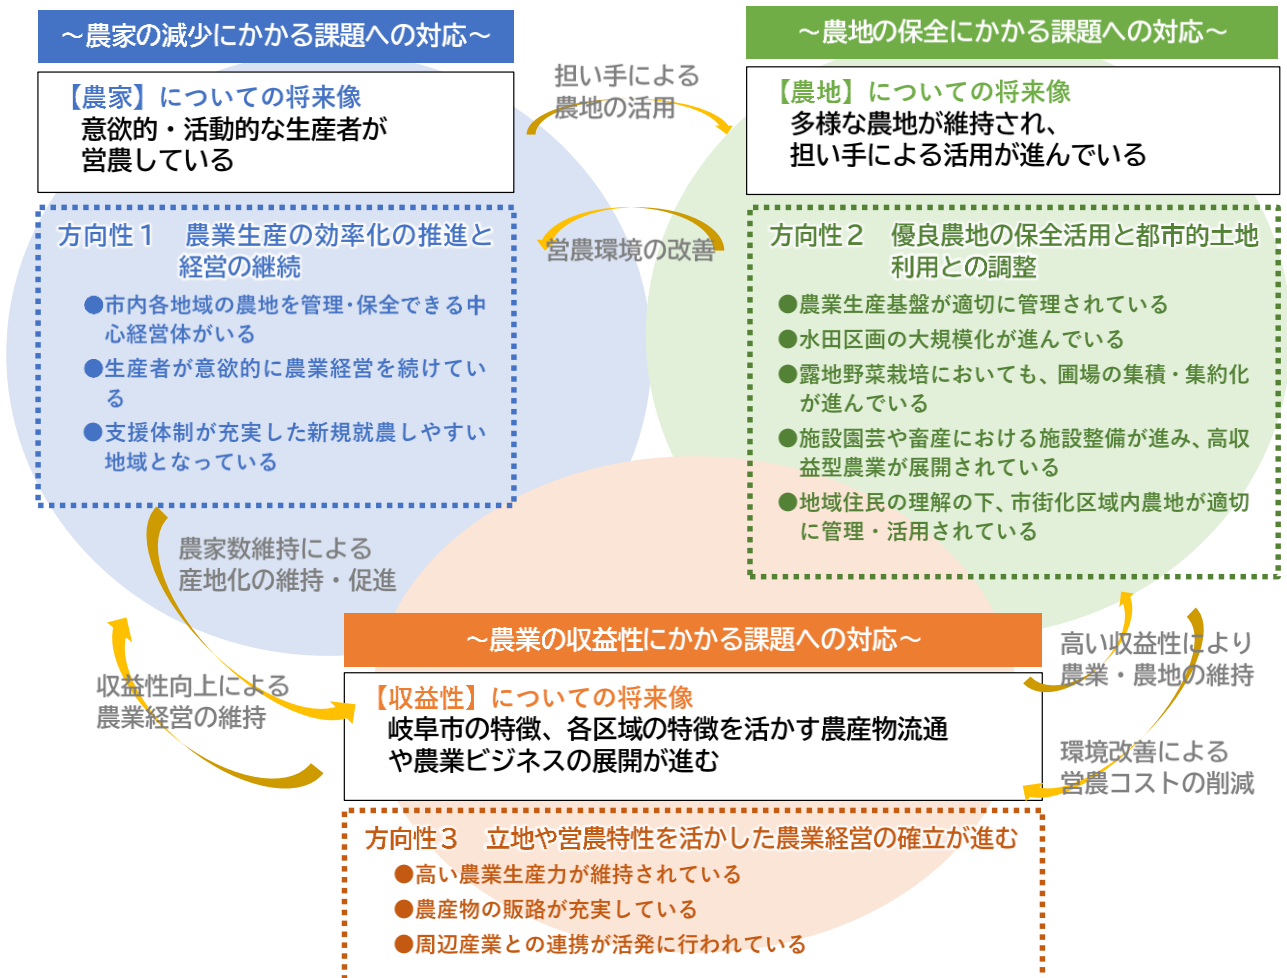 ～農家の減少にかかる課題への対応～
【農家】についての将来像
意欲的・活動的な生産者が
営農している
方向性１　農業生産の効率化の推進と
経営の継続
●市内各地域の農地を管理・保全できる中
心経営体がいる
●生産者が意欲的に農業経営を続けてい
る
●支援体制が充実した新規就農しやすい
地域となっている
担い手による
農地の活用
営農環境の改善
～農地の保全にかかる課題への対応～
【農地】についての将来像
多様な農地が維持され、
担い手による活用が進んでいる
方向性２　優良農地の保全活用と都市的土地
利用との調整
●農業生産基盤が適切に管理されている
●水田区画の大規模化が進んでいる
●露地野菜栽培においても、圃場の集積・集約化
が進んでいる
●施設園芸や畜産における施設整備が進み、高収
益型農業が展開されている
●地域住民の理解の下、市街化区域内農地が適切
に管理・活用されている
農家数維持による
産地化の維持・促進
収益性向上による
農業経営の維持
高い収益性により
農業・農地の維持
環境改善による
営農コストの削減
～農業の収益性にかかる課題への対応～
【収益性】についての将来像
岐阜市の特徴、各区域の特徴を活かす農産物流通
や農業ビジネスの展開が進む
方向性３　立地や営農特性を活かした農業経営の確立が進む
●高い農業生産力が維持されている
●農産物の販路が充実している
●周辺産業との連携が活発に行われている